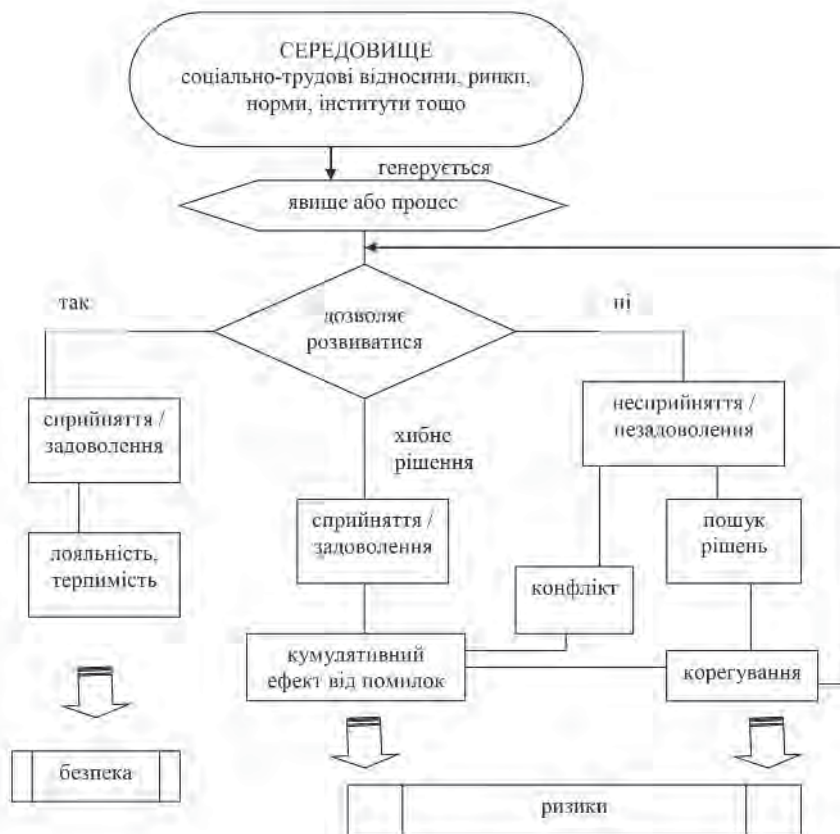 СЕРЕДОВИЩЕ
соціально-трудові відносини, ринки,
норми, інститути тощо
генерується
явище або процес
так
ні
дозволяє
розвиватися
сприйняття /
задоволення
несприйняття /
незадоволення
хибне
рішення
сприйняття /
задоволення
пошук
рішень
лояльність,
терпимість
конфлікт
кумулятивний
ефект від помилок
корегування
безпека
ризики